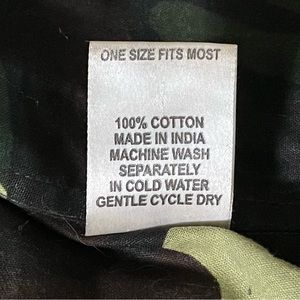 ONE SIZE FITS MOST
100% COTTON
MADE IN INDIA
MACHINE WASH
SEPARATELY
IN COLD WATER
GENTLE CYCLE DRY